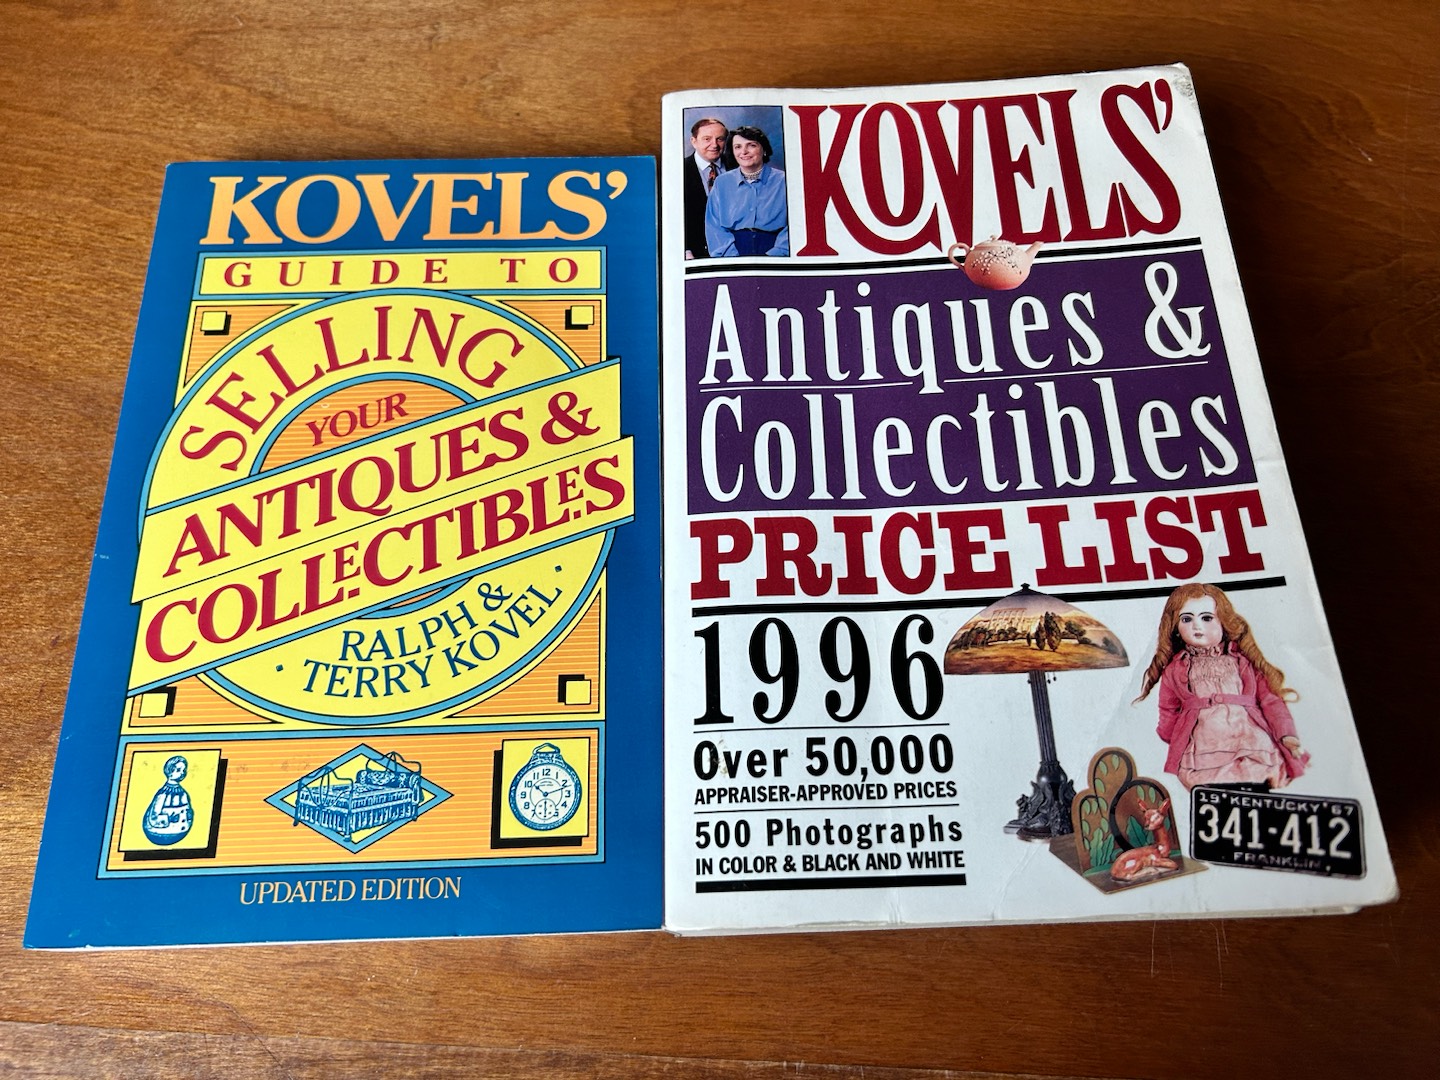 KOVELS'
GUIDE TO
SELLING
YOUR
ANTIQUES &
COLLECTIBLES
RALPH &
TERRY KOVEL
UPDATED EDITION
KOVELS'
Antiques &
Collectibles
PRICE LIST
1996
Over 50,000
APPRAISER-APPROVED PRICES
500 Photographs
IN COLOR & BLACK AND WHITE
19 KENTUCKY 67
341-412
FRANKLIN